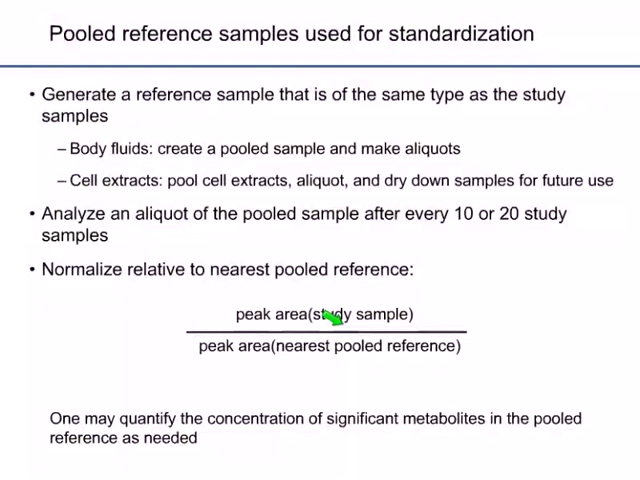 Pooled reference samples used for standardization
• Generate a reference sample that is of the same type as the study
samples
– Body fluids: create a pooled sample and make aliquots
– Cell extracts: pool cell extracts, aliquot, and dry down samples for future use
• Analyze an aliquot of the pooled sample after every 10 or 20 study
samples
• Normalize relative to nearest pooled reference:
peak area(study sample)
peak area(nearest pooled reference)
One may quantify the concentration of significant metabolites in the pooled
reference as needed